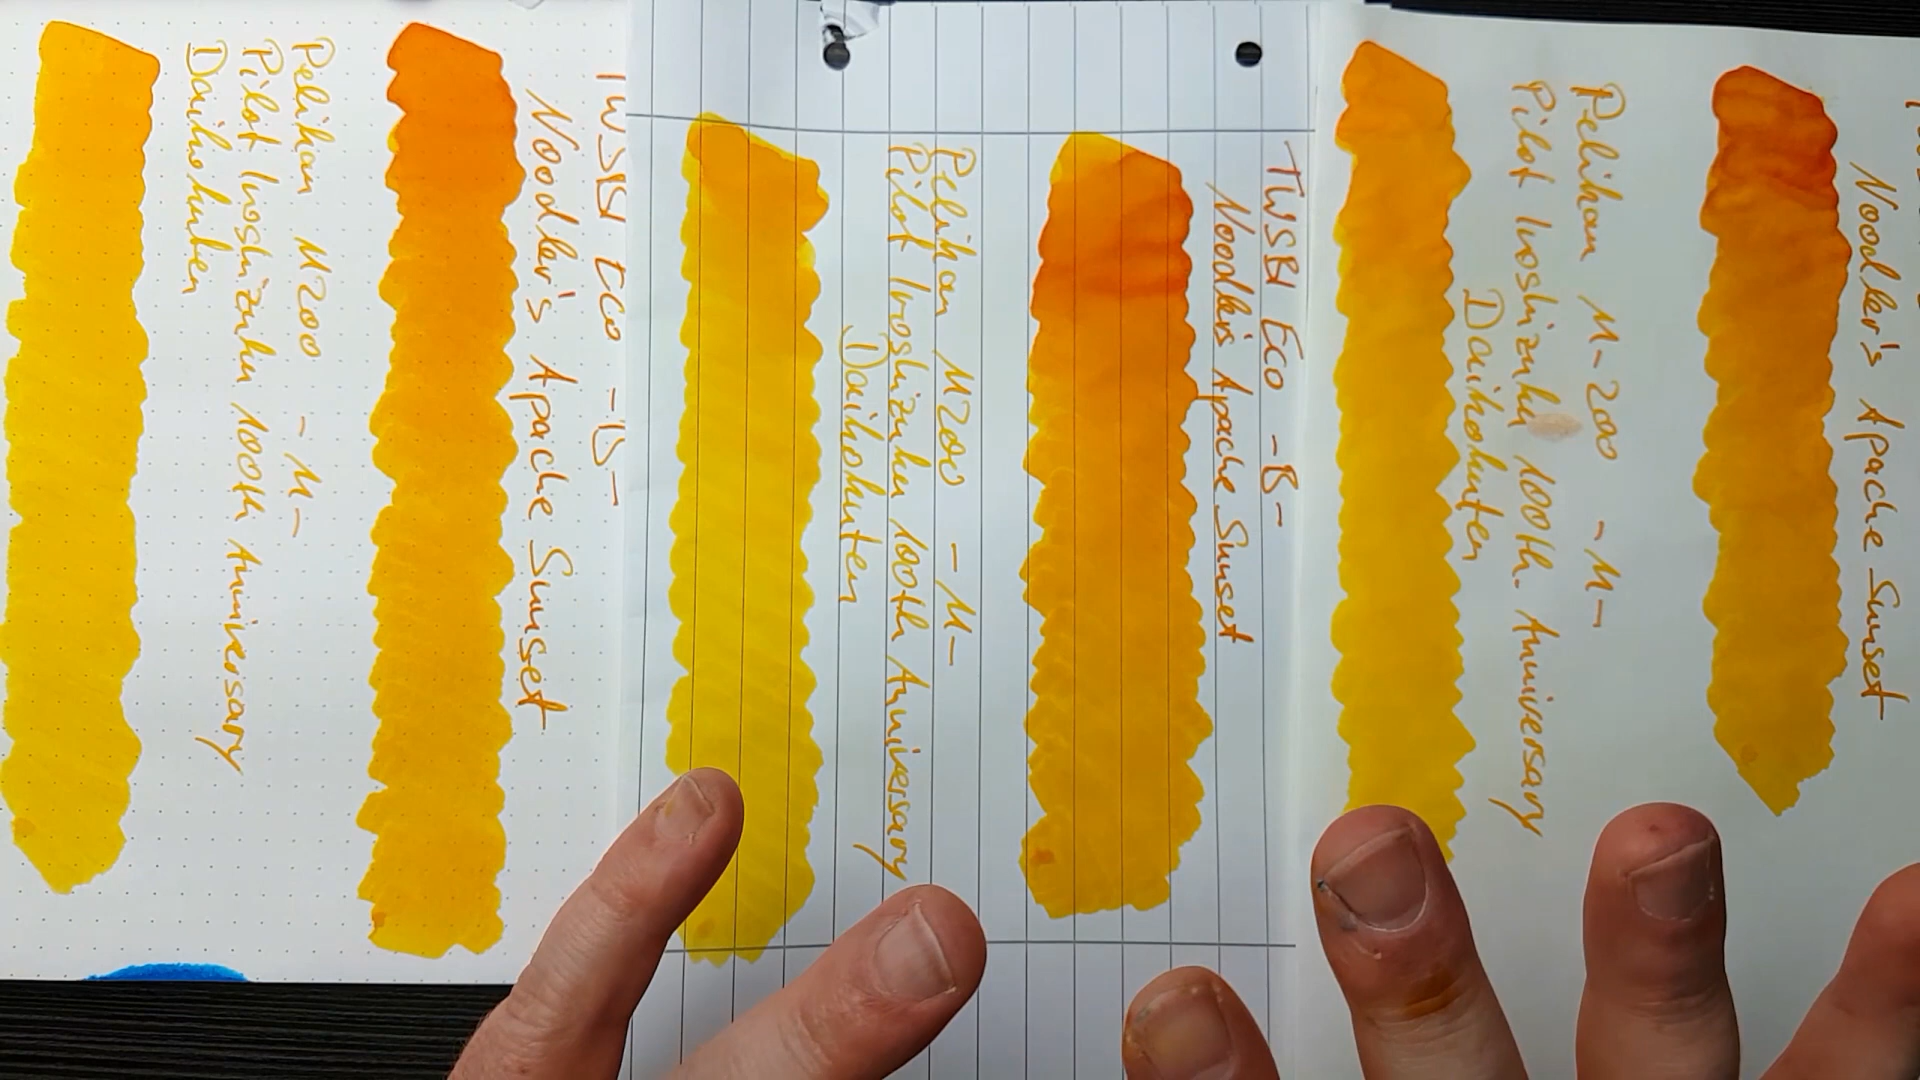 TWSBI Eco -B-
Noodler's Apache Sunset
Pelikan M200 -M-
Pilot Iroshizuku 100th Anniversary
Daikokuten
TWSBI Eco -B-
Noodler's Apache Sunset
Pelikan M200 -M-
Pilot Iroshizuku 100th Anniversary
Daikokuten
Noodler's Apache Sunset
Pelikan M-200 -M-
Pilot Iroshizuku 100th. Anniversary
Daikokuten